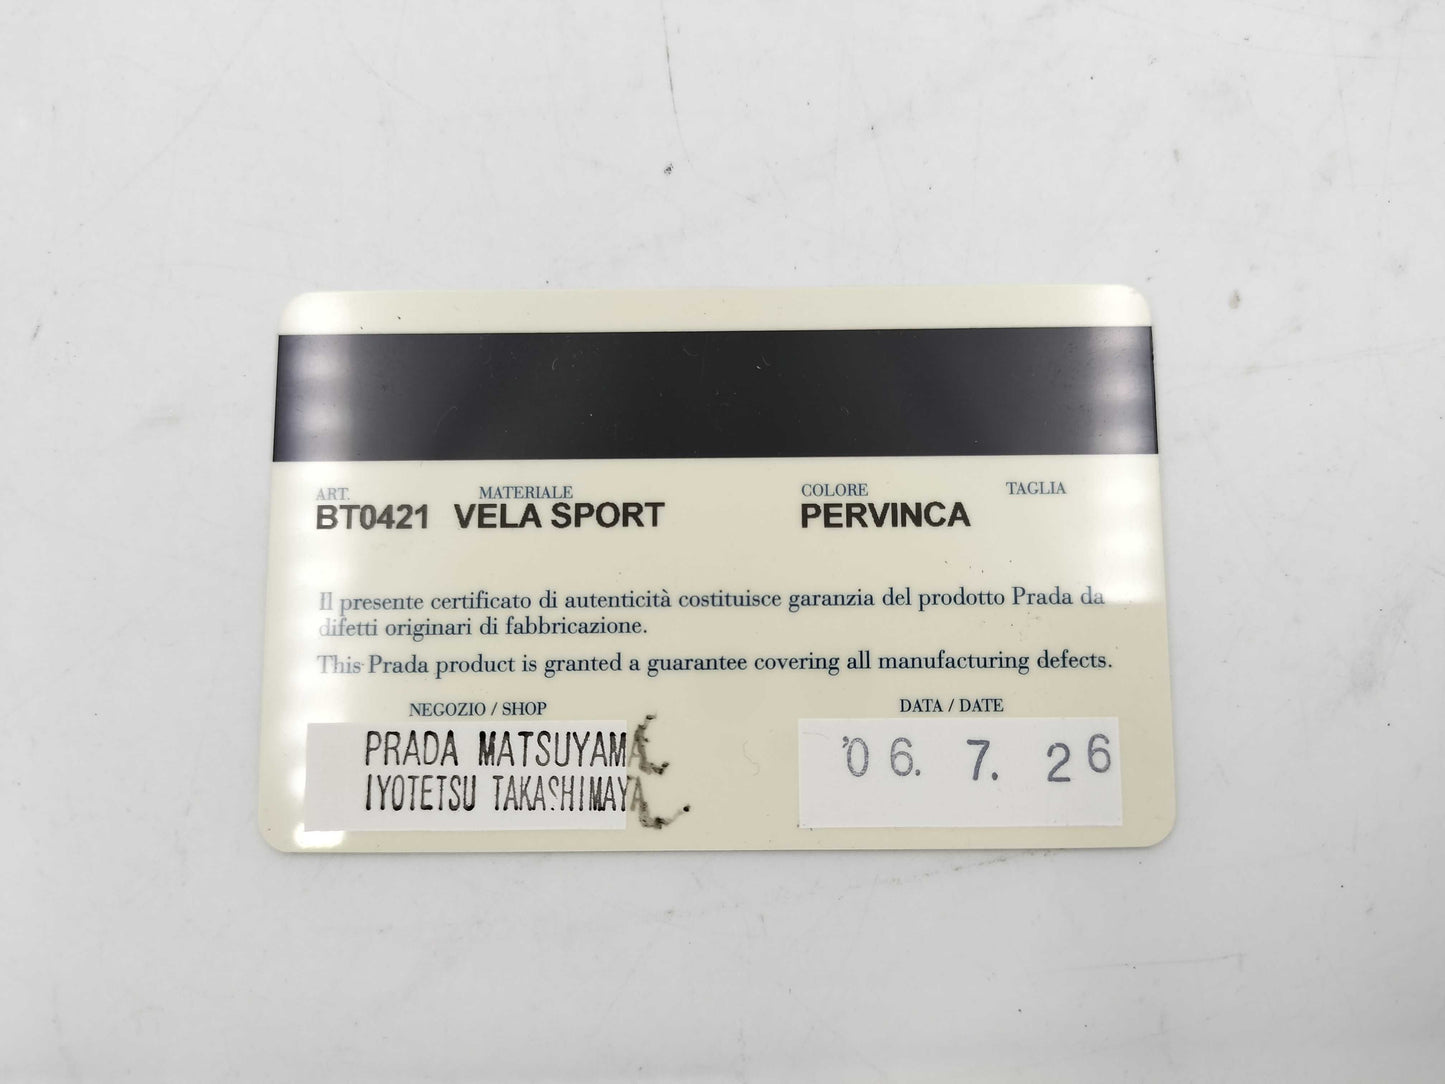 ART. MATERIALE COLORE TAGLIA
BT0421 VELA SPORT PERVINCA
Il presente certificato di autenticità costituisce garanzia del prodotto Prada da
difetti originari di fabbricazione.
This Prada product is granted a guarantee covering all manufacturing defects.
NEGOZIO / SHOP DATA / DATE
PRADA MATSUYAMA '06. 7. 26
IYOTETSU TAKASHIMAYA